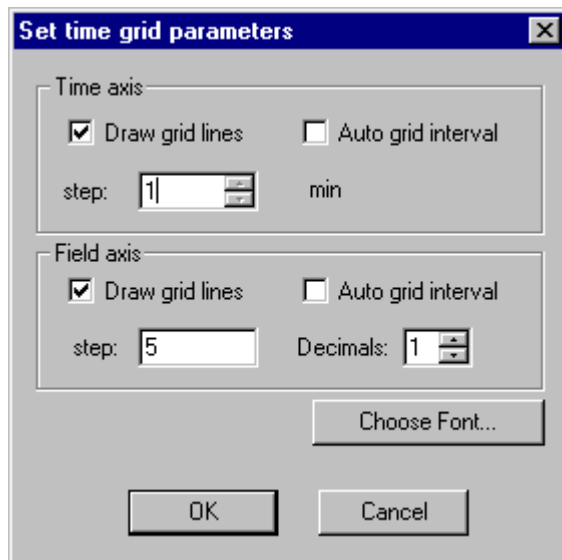 Set time grid parameters
Time axis
Draw grid lines Auto grid interval
step: 1 min
Field axis
Draw grid lines Auto grid interval
step: 5 Decimals: 1
Choose Font...
OK Cancel